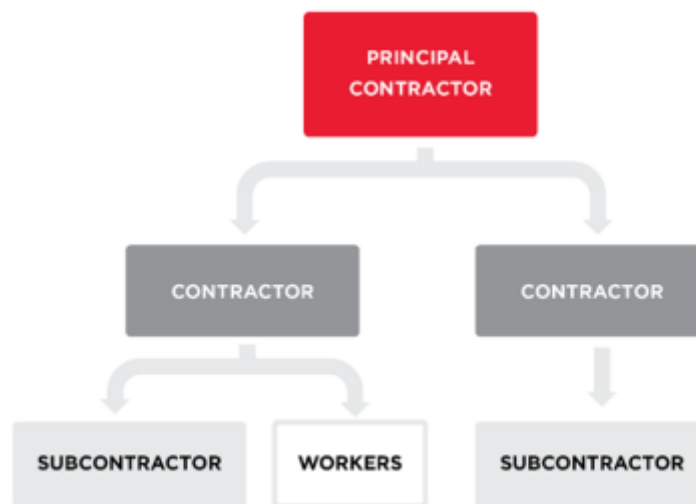 PRINCIPAL
CONTRACTOR
CONTRACTOR
CONTRACTOR
SUBCONTRACTOR
WORKERS
SUBCONTRACTOR